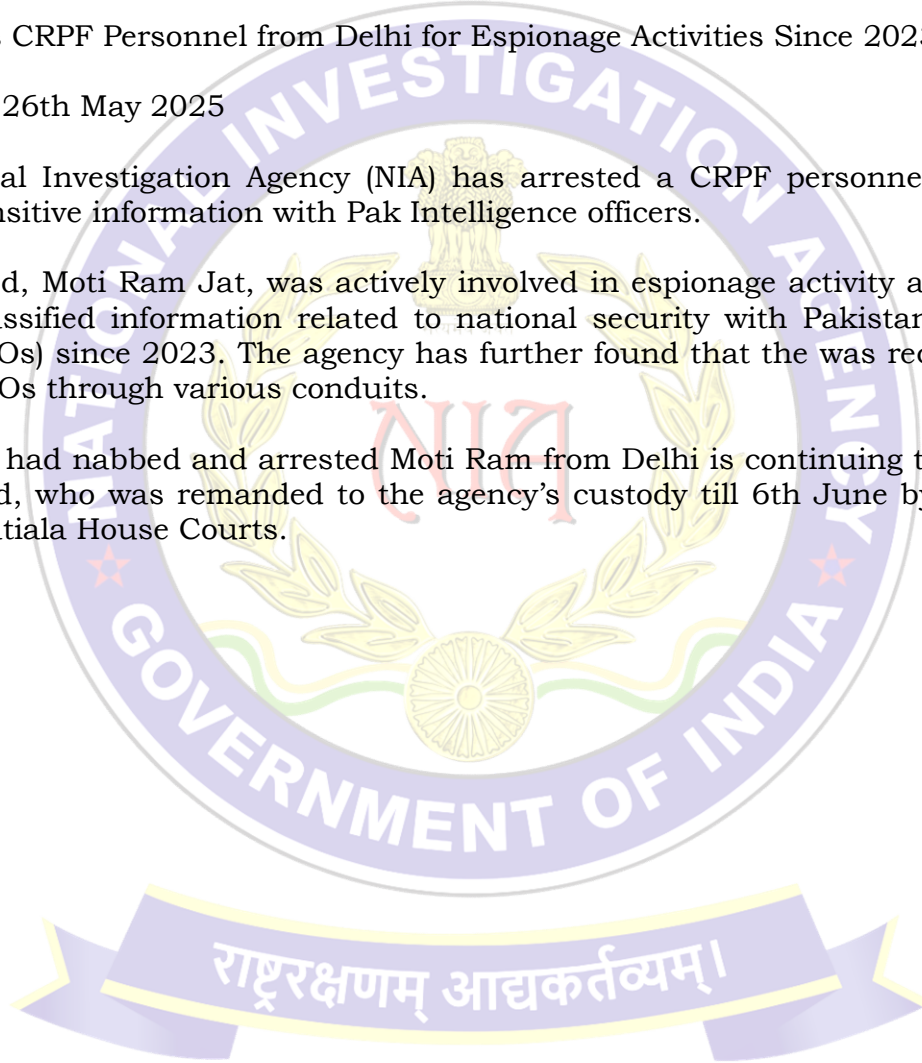 CRPF Personnel from Delhi for Espionage Activities Since 202
26th May 2025
al Investigation Agency (NIA) has arrested a CRPF personne
nsitive information with Pak Intelligence officers.
d, Moti Ram Jat, was actively involved in espionage activity a
assified information related to national security with Pakistan
Os) since 2023. The agency has further found that the was rec
Os through various conduits.
had nabbed and arrested Moti Ram from Delhi is continuing t
d, who was remanded to the agency’s custody till 6th June by
tiala House Courts.
NATIONAL INVESTIGATION AGENCY
NIA
GOVERNMENT OF INDIA
राष्ट्ररक्षणम् आद्यकर्तव्यम्।